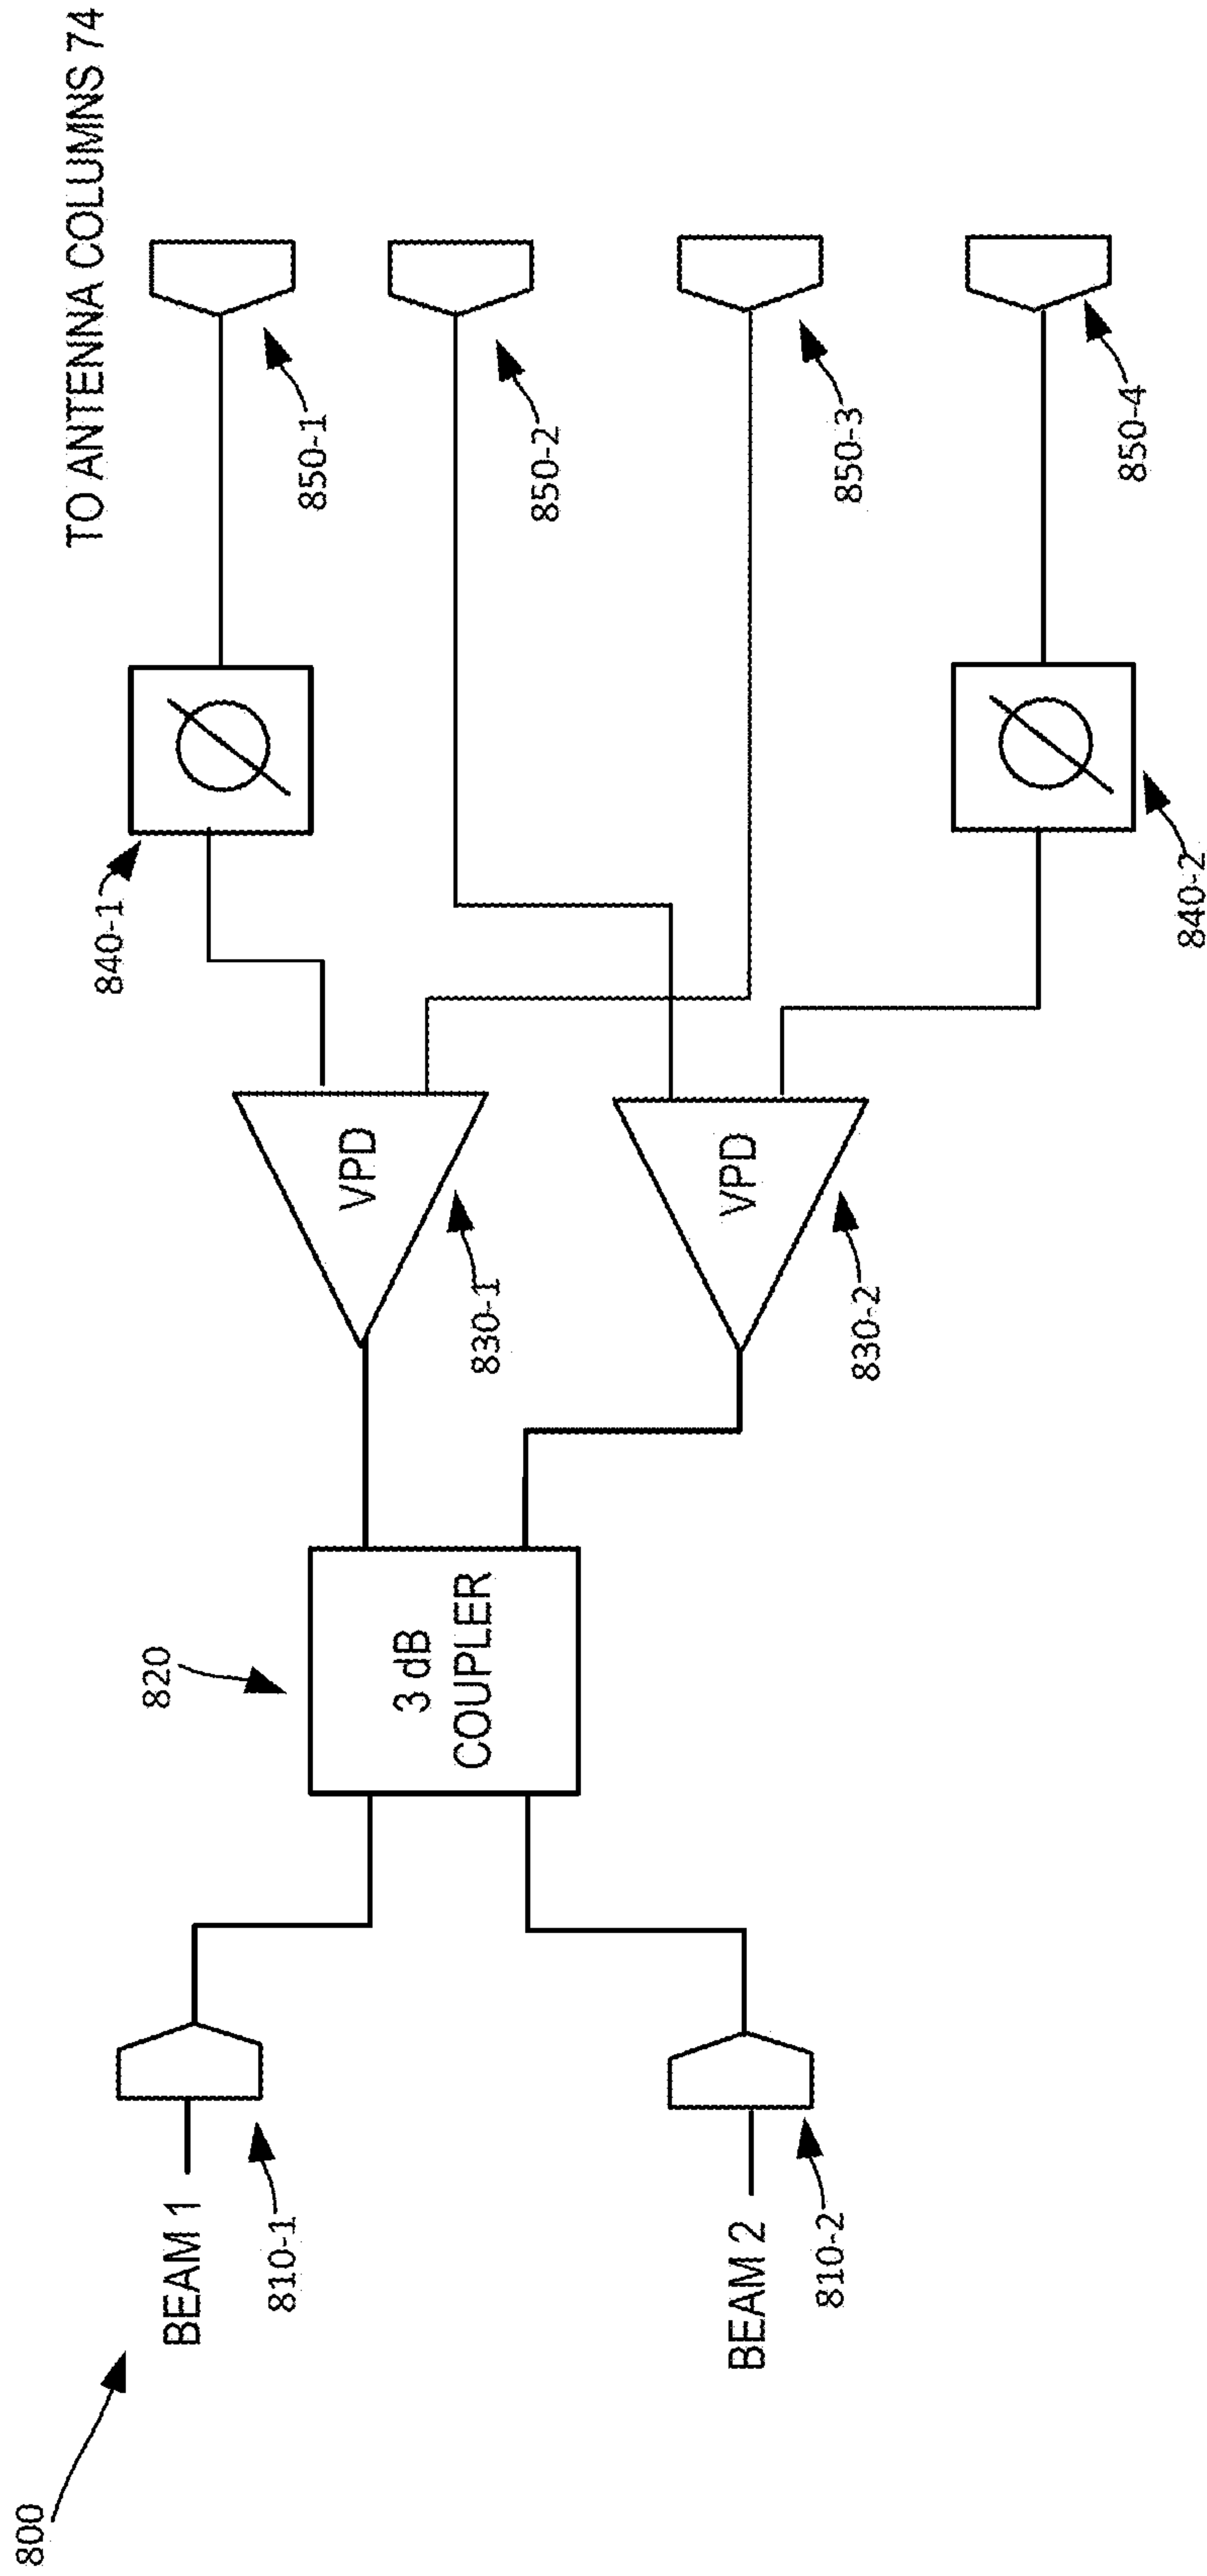 800
BEAM 1
810-1
BEAM 2
810-2
820
3 dB
COUPLER
VPD
830-1
VPD
830-2
840-1
840-2
TO ANTENNA COLUMNS 74
850-1
850-2
850-3
850-4